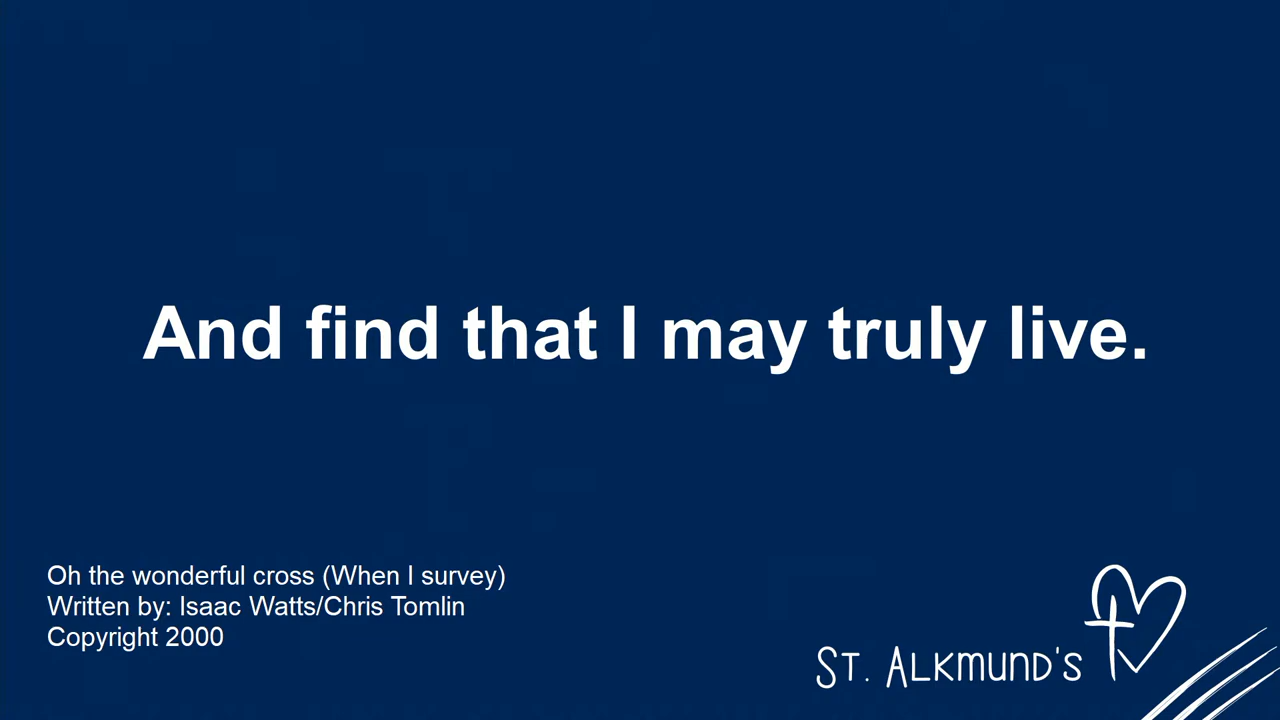 And find that I may truly live.
Oh the wonderful cross (When I survey)
Written by: Isaac Watts/Chris Tomlin
Copyright 2000
St. Alkmund's